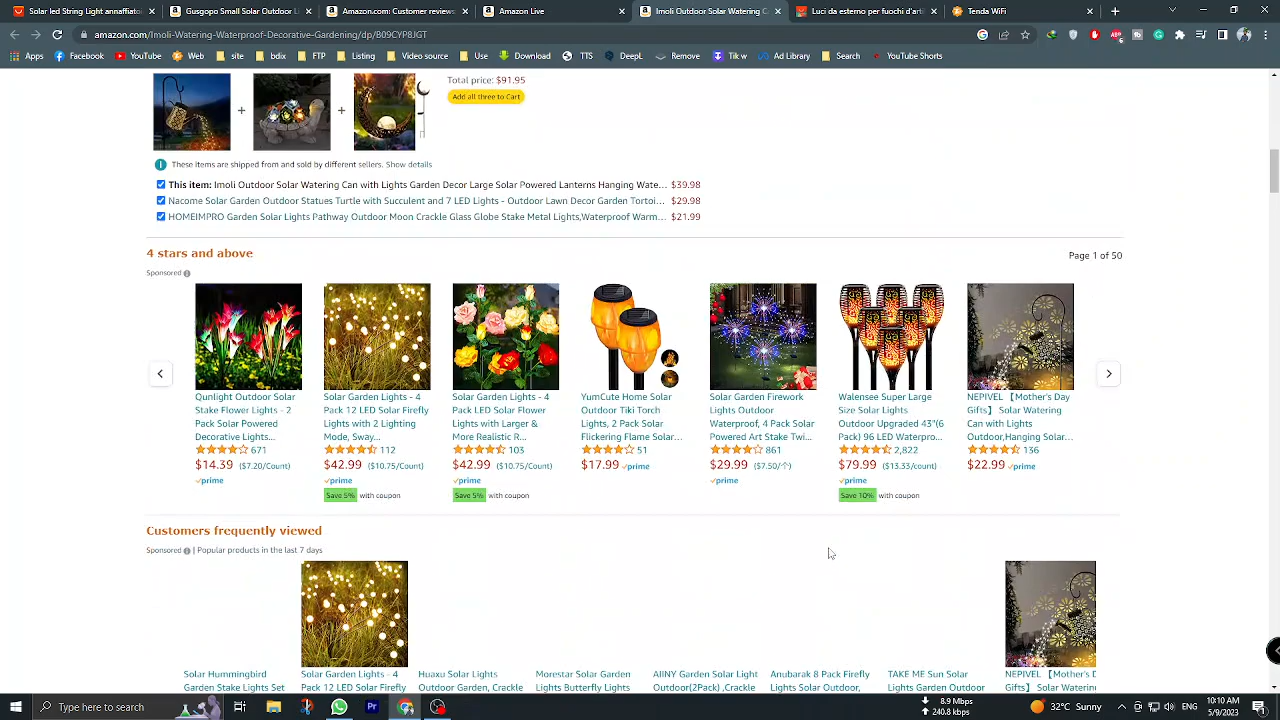 Solar led String Light annafixlo
Amazon.com
Amazon live
amazonlive review
Imoli Outdoor Solar Watering C
Luci da esterno per decorazion
Tenda WiFi
amazon.com/Imoli-Watering-Waterproof-Decorative-Gardening/dp/B09CYP8JGT
Apps
Facebook
YouTube
Web
site
bdix
FTP
Listing
Use
Download
TTS
DeepL
AliNine Removal
Tik w
Ad Library
Search
YouTube Shorts
Total price: $91.95
Add all three to Cart
These items are shipped from and sold by different sellers. Show details
This item: Imoli Outdoor Solar Watering Can with Lights Garden Decor Large Solar Powered Lanterns Hanging Wate... $39.98
Nacome Solar Garden Outdoor Statues Turtle with Succulent and 7 LED Lights - Outdoor Lawn Decor Garden Tortoi... $29.98
HOMEIMPRO Garden Solar Lights Pathway Outdoor Moon Crackle Glass Globe Stake Metal Lights,Waterproof Warm... $21.99
4 stars and above
Page 1 of 50
Sponsored
Qunlight Outdoor Solar
Stake Flower Lights - 2
Pack Solar Powered
Decorative Lights...
671
$14.39 ($7.20/Count)
prime
Solar Garden Lights - 4
Pack 12 LED Solar Firefly
Lights with 2 Lighting
Mode, Sway...
112
$42.99 ($10.75/Count)
prime
Save 5% with coupon
Solar Garden Lights - 4
Pack LED Solar Flower
Lights with Larger &
More Realistic R...
103
$42.99 ($10.75/Count)
prime
Save 5% with coupon
YumCute Home Solar
Outdoor Tiki Torch
Lights, 2 Pack Solar
Flickering Flame Solar...
51
$17.99 prime
Solar Garden Firework
Lights Outdoor
Waterproof, 4 Pack Solar
Powered Art Stake Twi...
861
$29.99 ($7.50/个)
prime
Walensee Super Large
Size Solar Lights
Outdoor Upgraded 43"(6
Pack) 96 LED Waterpro...
2,822
$79.99 ($13.33/count)
prime
Save 10% with coupon
NEPIVEL 【Mother's Day
Gifts】 Solar Watering
Can with Lights
Outdoor,Hanging Solar...
136
$22.99 prime
Customers frequently viewed
Sponsored | Popular products in the last 7 days
Solar Hummingbird
Garden Stake Lights Set
Solar Garden Lights - 4
Pack 12 LED Solar Firefly
Huaxu Solar Lights
Outdoor Garden, Crackle
Morestar Solar Garden
Lights Butterfly Lights
AIINY Garden Solar Light
Outdoor(2Pack) ,Crackle
Anubarak 8 Pack Firefly
Lights Solar Outdoor,
TAKE ME Sun Solar
Lights Garden Outdoor
NEPIVEL 【Mother's D
Gifts】 Solar Waterin
Type here to search
8.9 kbps
240.8 kbps
Sunny
32°C
10:10 AM
5/9/2023